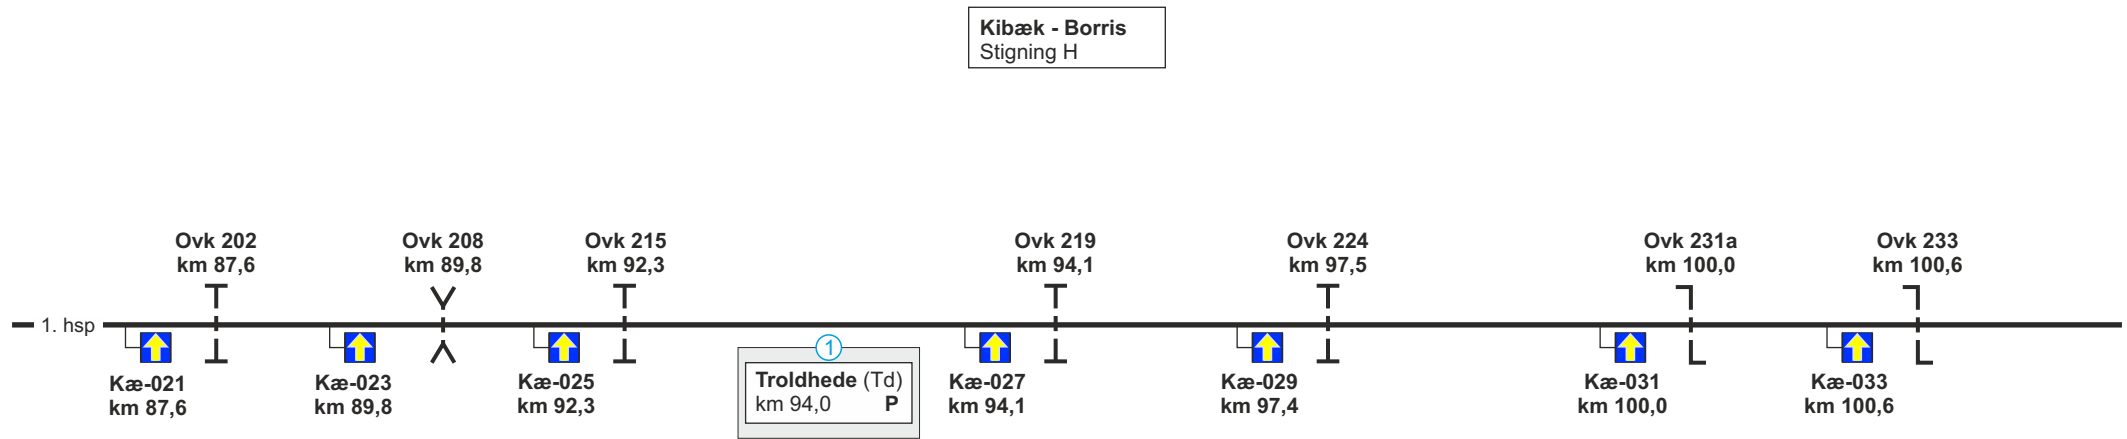 Kibæk - Borris
Stigning H
Ovk 202
km 87,6
Ovk 208
km 89,8
Ovk 215
km 92,3
Ovk 219
km 94,1
Ovk 224
km 97,5
Ovk 231a
km 100,0
Ovk 233
km 100,6
1. hsp
Kæ-021
km 87,6
Kæ-023
km 89,8
Kæ-025
km 92,3
1
Troldhede (Td)
km 94,0 P
Kæ-027
km 94,1
Kæ-029
km 97,4
Kæ-031
km 100,0
Kæ-033
km 100,6